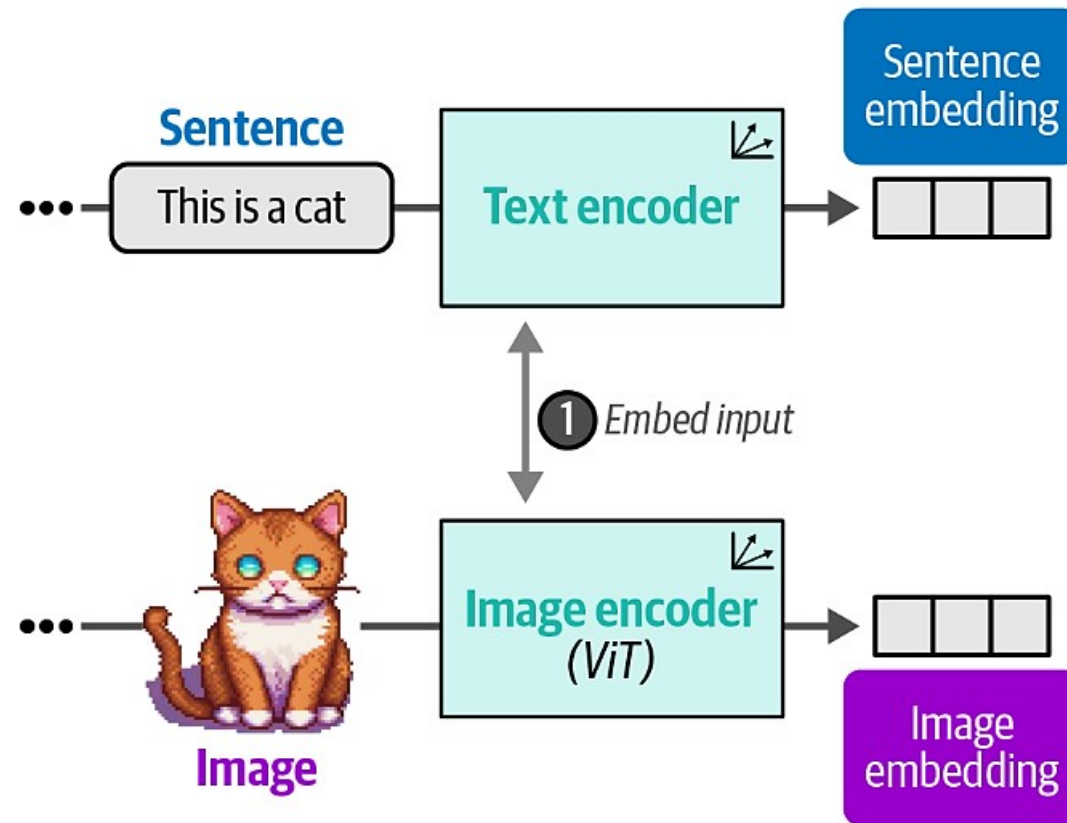 Sentence
This is a cat
Text encoder
Sentence
embedding
1 Embed input
Image encoder
(ViT)
Image
Image
embedding